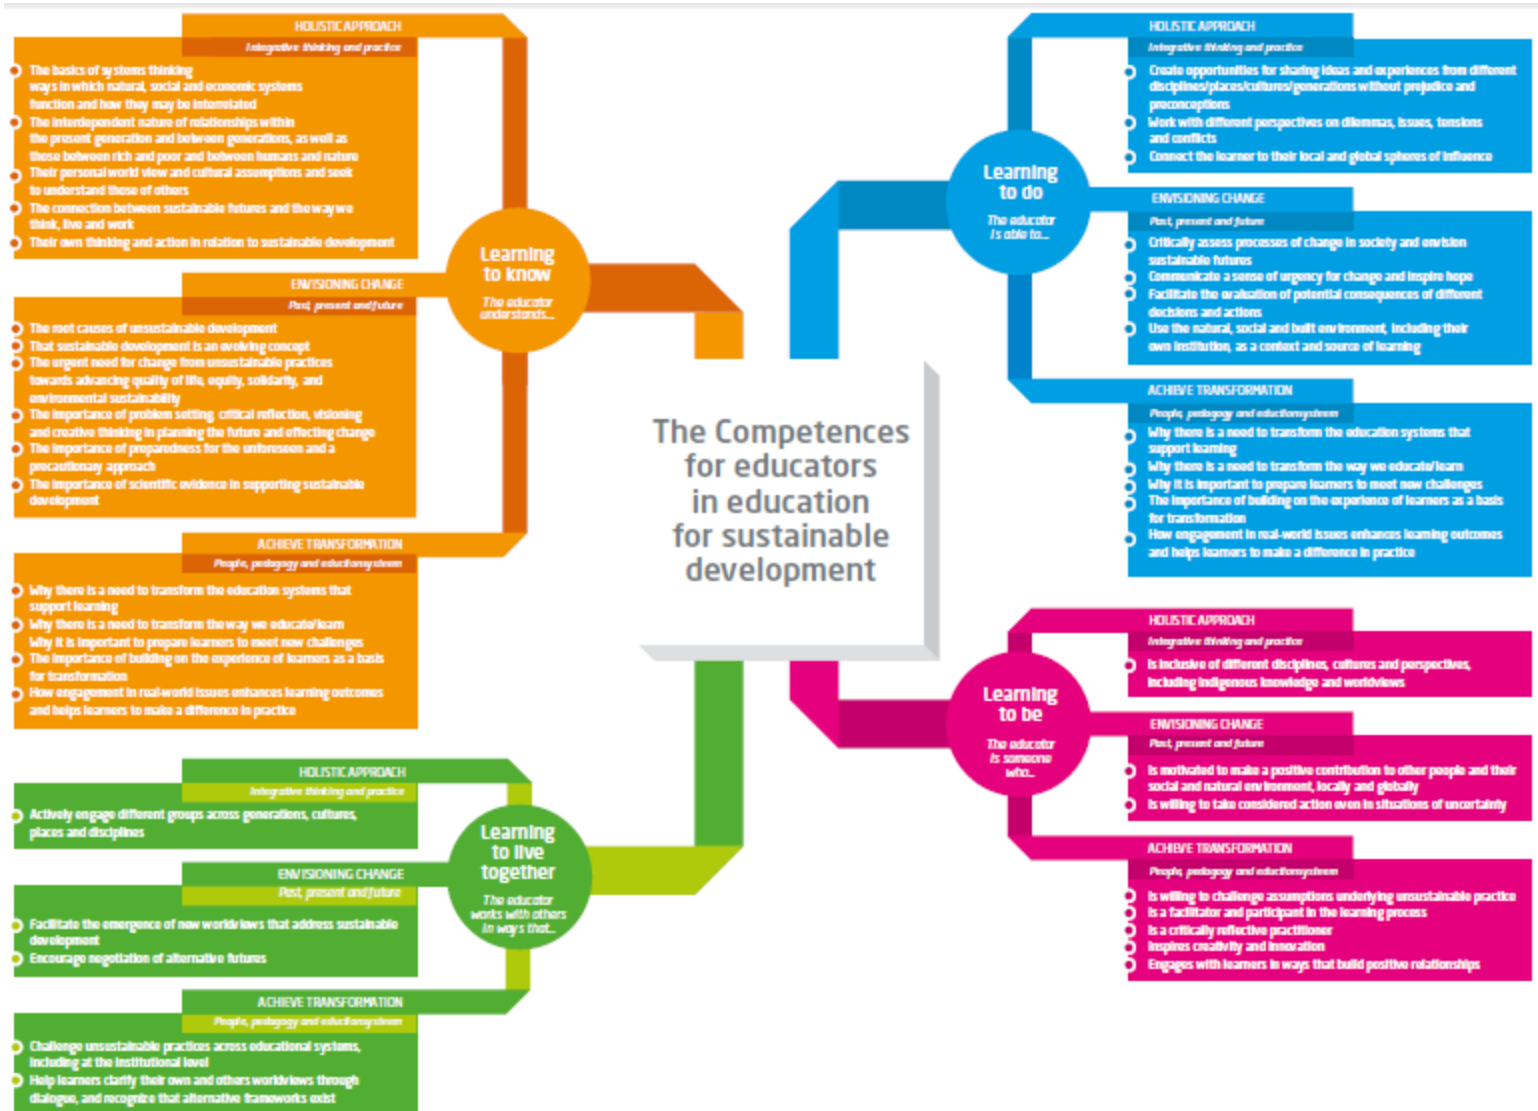 The Competences
for educators
in education
for sustainable
development
Learning
to know
The educator
understands...
HOLISTIC APPROACH
Integrative thinking and practice
The basics of systems thinking
ways in which natural, social and economic systems
function and how they may be interrelated
The interdependent nature of relationships within
the present generation and between generations, as well as
those between rich and poor and between humans and nature
Their personal world view and cultural assumptions and seek
to understand those of others
The connection between sustainable futures and the way we
think, live and work
Their own thinking and action in relation to sustainable development
ENVISIONING CHANGE
Past, present and future
The root causes of unsustainable development
That sustainable development is an evolving concept
The urgent need for change from unsustainable practices
towards advancing quality of life, equity, solidarity, and
environmental sustainability
The importance of problem setting, critical reflection, visioning
and creative thinking in planning the future and effecting change
The importance of preparedness for the unforeseen and a
precautionary approach
The importance of scientific evidence in supporting sustainable
development
ACHIEVE TRANSFORMATION
People, pedagogy and eductionsysteem
Why there is a need to transform the education systems that
support learning
Why there is a need to transform the way we educate/learn
Why it is important to prepare learners to meet new challenges
The importance of building on the experience of learners as a basis
for transformation
How engagement in real-world issues enhances learning outcomes
and helps learners to make a difference in practice
Learning
to live
together
The educator
works with others
in ways that...
HOLISTIC APPROACH
Integrative thinking and practice
Actively engage different groups across generations, cultures,
places and disciplines
ENVISIONING CHANGE
Past, present and future
Facilitate the emergence of new worldviews that address sustainable
development
Encourage negotiation of alternative futures
ACHIEVE TRANSFORMATION
People, pedagogy and eductionsysteem
Challenge unsustainable practices across educational systems,
including at the institutional level
Help learners clarify their own and others worldviews through
dialogue, and recognize that alternative frameworks exist
Learning
to do
The educator
is able to...
HOLISTIC APPROACH
Integrative thinking and practice
Create opportunities for sharing ideas and experiences from different
disciplines/places/cultures/generations without prejudice and
preconceptions
Work with different perspectives on dilemmas, issues, tensions
and conflicts
Connect the learner to their local and global spheres of influence
ENVISIONING CHANGE
Past, present and future
Critically assess processes of change in society and envision
sustainable futures
Communicate a sense of urgency for change and inspire hope
Facilitate the evaluation of potential consequences of different
decisions and actions
Use the natural, social and built environment, including their
own institution, as a context and source of learning
ACHIEVE TRANSFORMATION
People, pedagogy and eductionsysteem
Why there is a need to transform the education systems that
support learning
Why there is a need to transform the way we educate/learn
Why it is important to prepare learners to meet new challenges
The importance of building on the experience of learners as a basis
for transformation
How engagement in real-world issues enhances learning outcomes
and helps learners to make a difference in practice
Learning
to be
The educator
is someone
who...
HOLISTIC APPROACH
Integrative thinking and practice
Is inclusive of different disciplines, cultures and perspectives,
including indigenous knowledge and worldviews
ENVISIONING CHANGE
Past, present and future
Is motivated to make a positive contribution to other people and their
social and natural environment, locally and globally
Is willing to take considered action even in situations of uncertainty
ACHIEVE TRANSFORMATION
People, pedagogy and eductionsysteem
Is willing to challenge assumptions underlying unsustainable practice
Is a facilitator and participant in the learning process
Is a critically reflective practitioner
Inspires creativity and innovation
Engages with learners in ways that build positive relationships